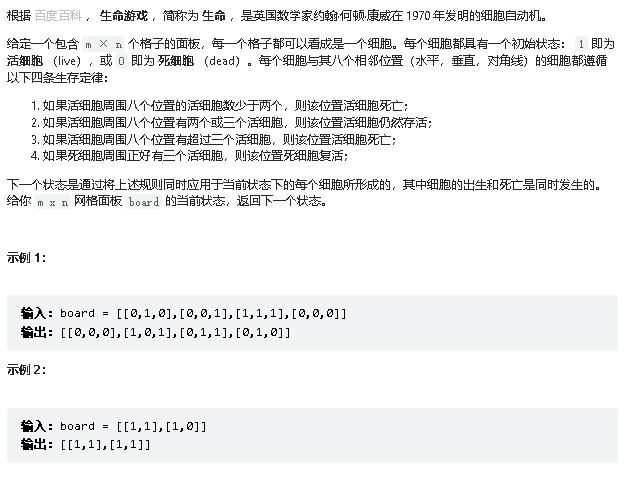 根据 百度百科 ， 生命游戏 ，简称为 生命 ，是英国数学家约翰·何顿·康威在 1970 年发明的细胞自动机。
给定一个包含 m × n 个格子的面板，每一个格子都可以看成是一个细胞。每个细胞都具有一个初始状态： 1 即为
活细胞 （live），或 0 即为 死细胞 （dead）。每个细胞与其八个相邻位置（水平，垂直，对角线）的细胞都遵循
以下四条生存定律：
1. 如果活细胞周围八个位置的活细胞数少于两个，则该位置活细胞死亡；
2. 如果活细胞周围八个位置有两个或三个活细胞，则该位置活细胞仍然存活；
3. 如果活细胞周围八个位置有超过三个活细胞，则该位置活细胞死亡；
4. 如果死细胞周围正好有三个活细胞，则该位置死细胞复活；
下一个状态是通过将上述规则同时应用于当前状态下的每个细胞所形成的，其中细胞的出生和死亡是同时发生的。
给你 m x n 网格面板 board 的当前状态，返回下一个状态。
示例 1：
输入：board = [[0,1,0],[0,0,1],[1,1,1],[0,0,0]]
输出：[[0,0,0],[1,0,1],[0,1,1],[0,1,0]]
示例 2：
输入：board = [[1,1],[1,0]]
输出：[[1,1],[1,1]]